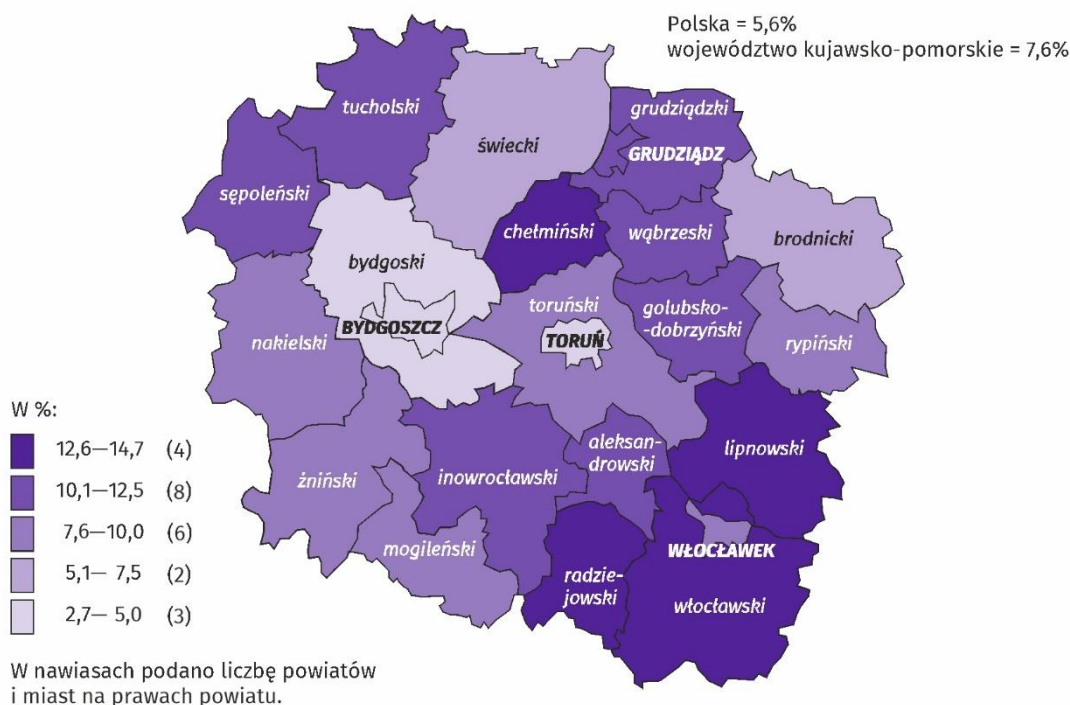 Polska = 5,6%
województwo kujawsko-pomorskie = 7,6%
tucholski
grudziądzki
świecki
GRUDZIĄDZ
sępoleński
chełmiński
wąbrzeski
brodnicki
bydgoski
toruński
golubsko-
-dobrzyński
BYDGOSZCZ
TORUŃ
nakielski
rypiński
aleksan-
drowski
lipnowski
żniński
inowrocławski
mogileński
WŁOCŁAWEK
radzie-
jowski
włocławski
W %:
12,6—14,7 (4)
10,1—12,5 (8)
7,6—10,0 (6)
5,1— 7,5 (2)
2,7— 5,0 (3)
W nawiasach podano liczbę powiatów
i miast na prawach powiatu.